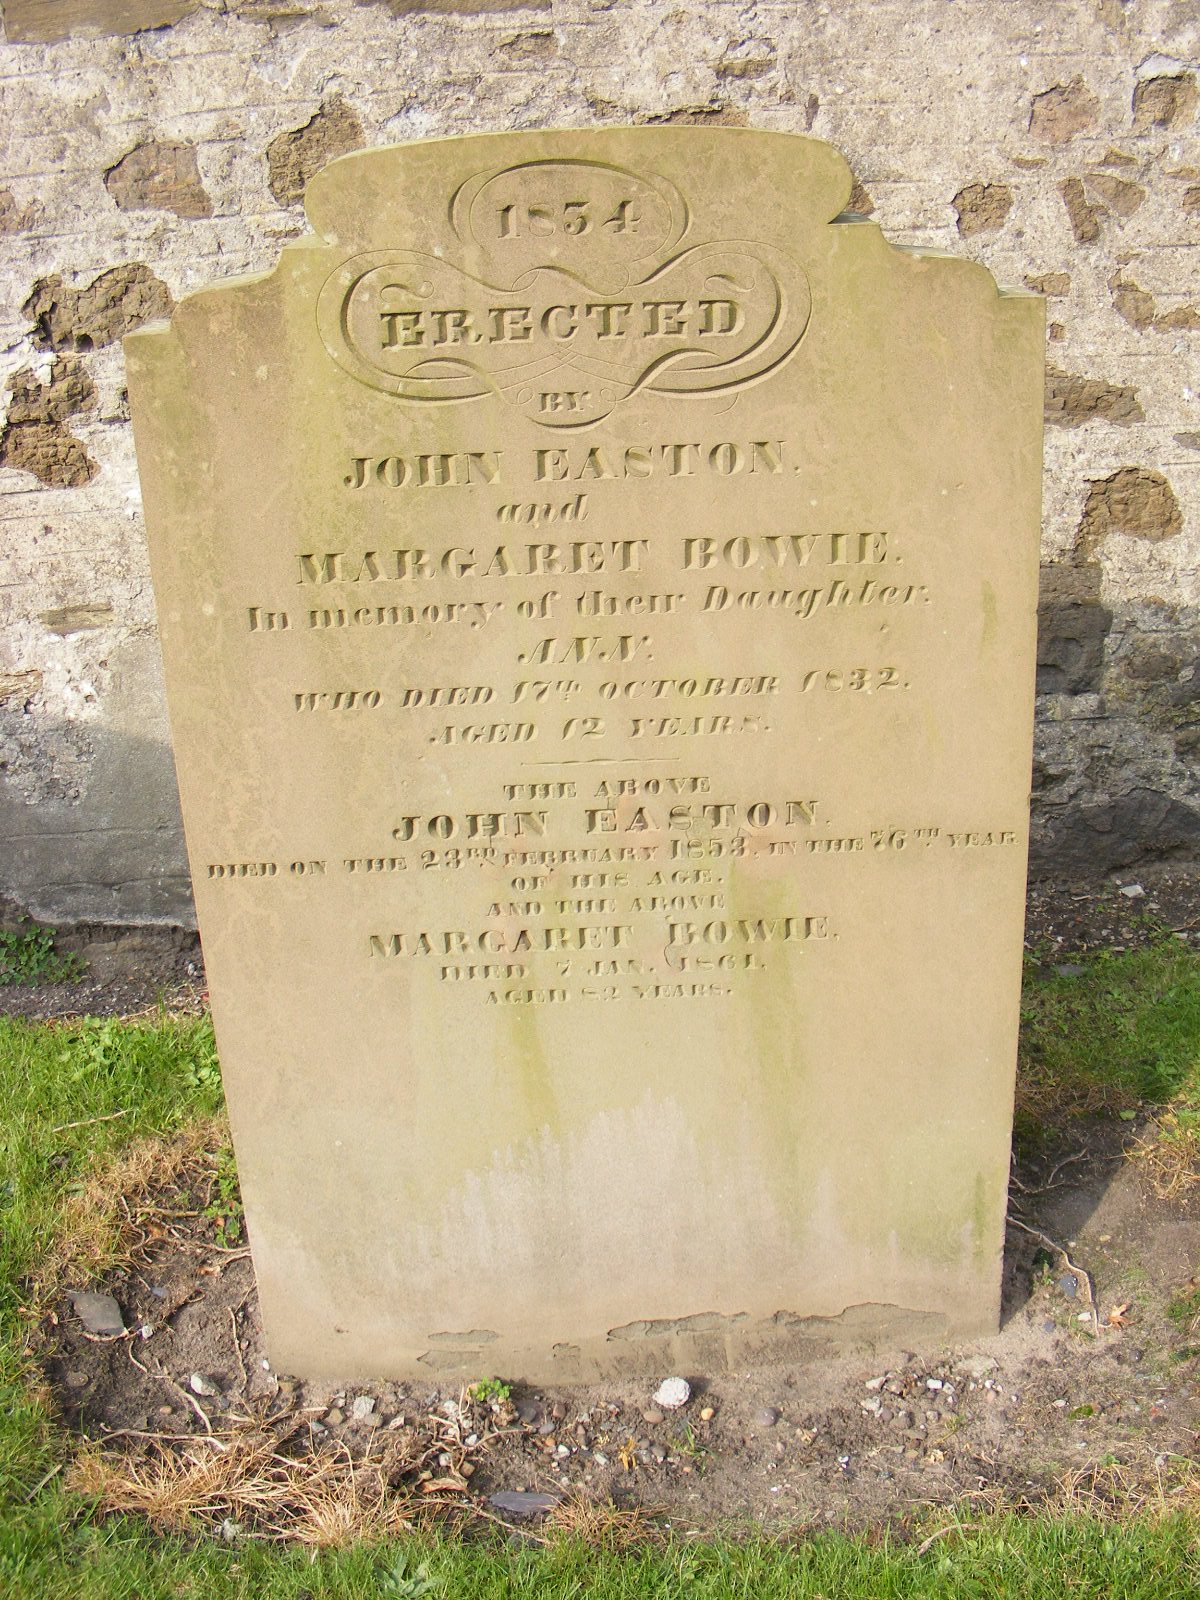 1834
ERECTED
BY
JOHN EASTON.
and
MARGARET BOWIE.
In memory of their Daughter.
ANN.
WHO DIED 17TH OCTOBER 1832.
AGED 12 YEARS.
THE ABOVE
JOHN EASTON.
DIED ON THE 23RD FEBRUARY 1853. IN THE 76TH YEAR
OF HIS AGE.
AND THE ABOVE
MARGARET BOWIE.
DIED 7 JAN. 1861.
AGED 82 YEARS.